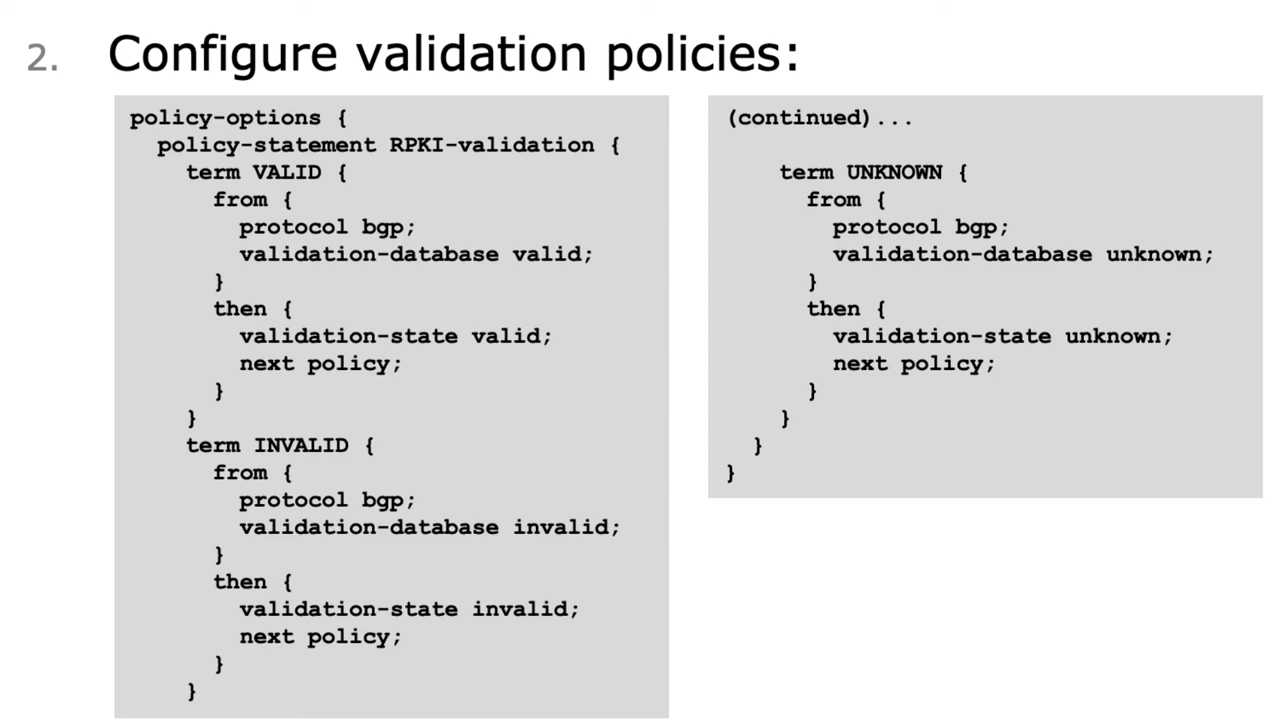 2. Configure validation policies:
policy-options {
policy-statement RPKI-validation {
term VALID {
from {
protocol bgp;
validation-database valid;
}
then {
validation-state valid;
next policy;
}
}
term INVALID {
from {
protocol bgp;
validation-database invalid;
}
then {
validation-state invalid;
next policy;
}
}
(continued)...
term UNKNOWN {
from {
protocol bgp;
validation-database unknown;
}
then {
validation-state unknown;
next policy;
}
}
}
}